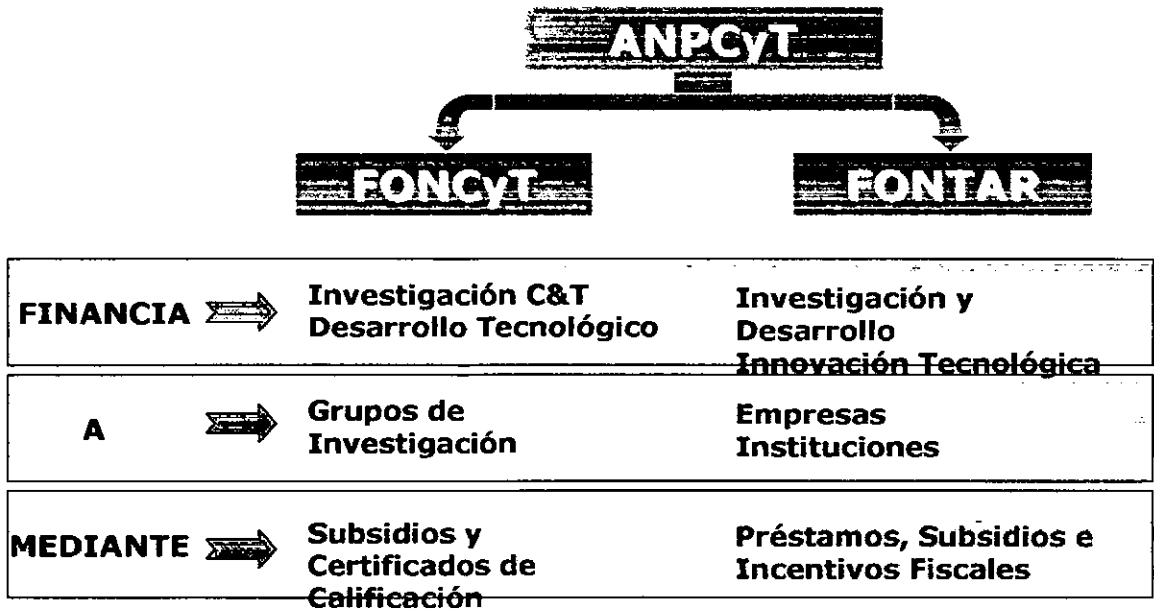 ANPCyT
FONCyT
FONTAR
FINANCIA
Investigación C&T
Desarrollo Tecnológico
Investigación y
Desarrollo
Innovación Tecnológica
A
Grupos de
Investigación
Empresas
Instituciones
MEDIANTE
Subsidios y
Certificados de
Calificación
Préstamos, Subsidios e
Incentivos Fiscales